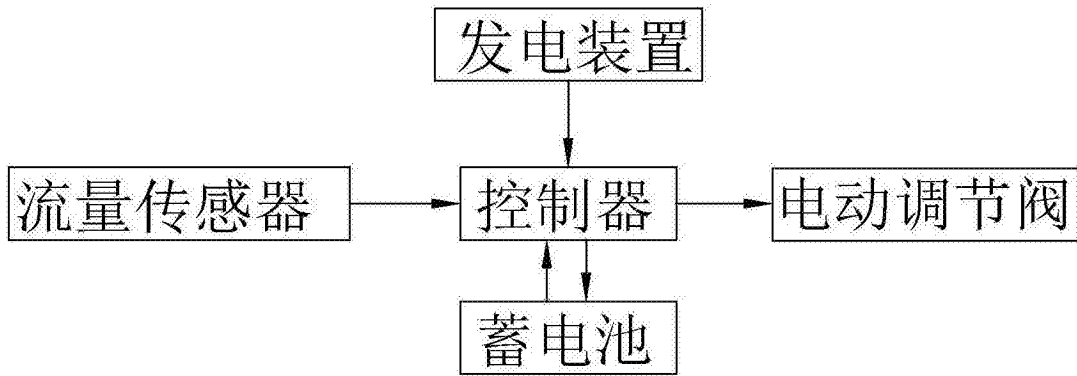 发电装置
流量传感器
控制器
电动调节阀
蓄电池